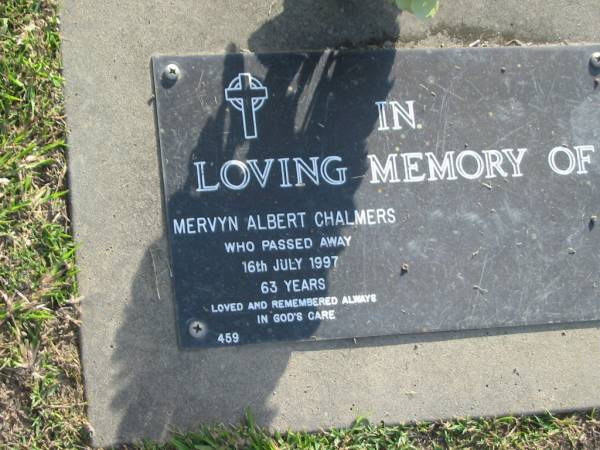 IN
LOVING MEMORY OF
MERVYN ALBERT CHALMERS
WHO PASSED AWAY
16th JULY 1997
63 YEARS
LOVED AND REMEMBERED ALWAYS
IN GOD'S CARE
459